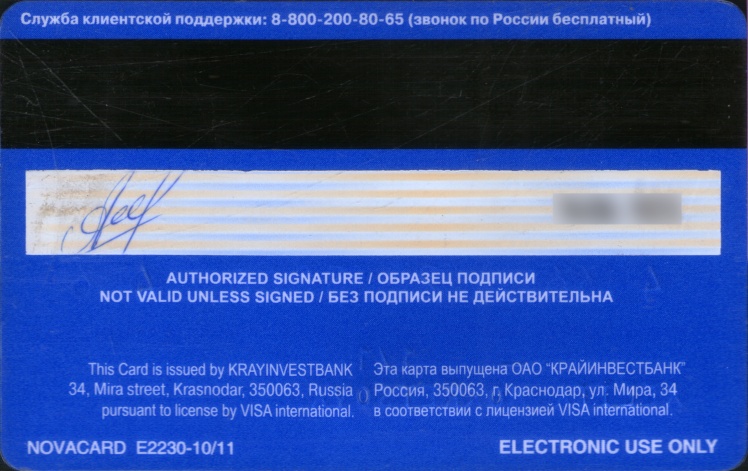 Служба клиентской поддержки: 8-800-200-80-65 (звонок по России бесплатный)
AUTHORIZED SIGNATURE / ОБРАЗЕЦ ПОДПИСИ
NOT VALID UNLESS SIGNED / БЕЗ ПОДПИСИ НЕ ДЕЙСТВИТЕЛЬНА
This Card is issued by KRAYINVESTBANK
34, Mira street, Krasnodar, 350063, Russia
pursuant to license by VISA international.
Эта карта выпущена ОАО "КРАЙИНВЕСТБАНК"
Россия, 350063, г. Краснодар, ул. Мира, 34
в соответствии с лицензией VISA international.
NOVACARD E2230-10/11
ELECTRONIC USE ONLY